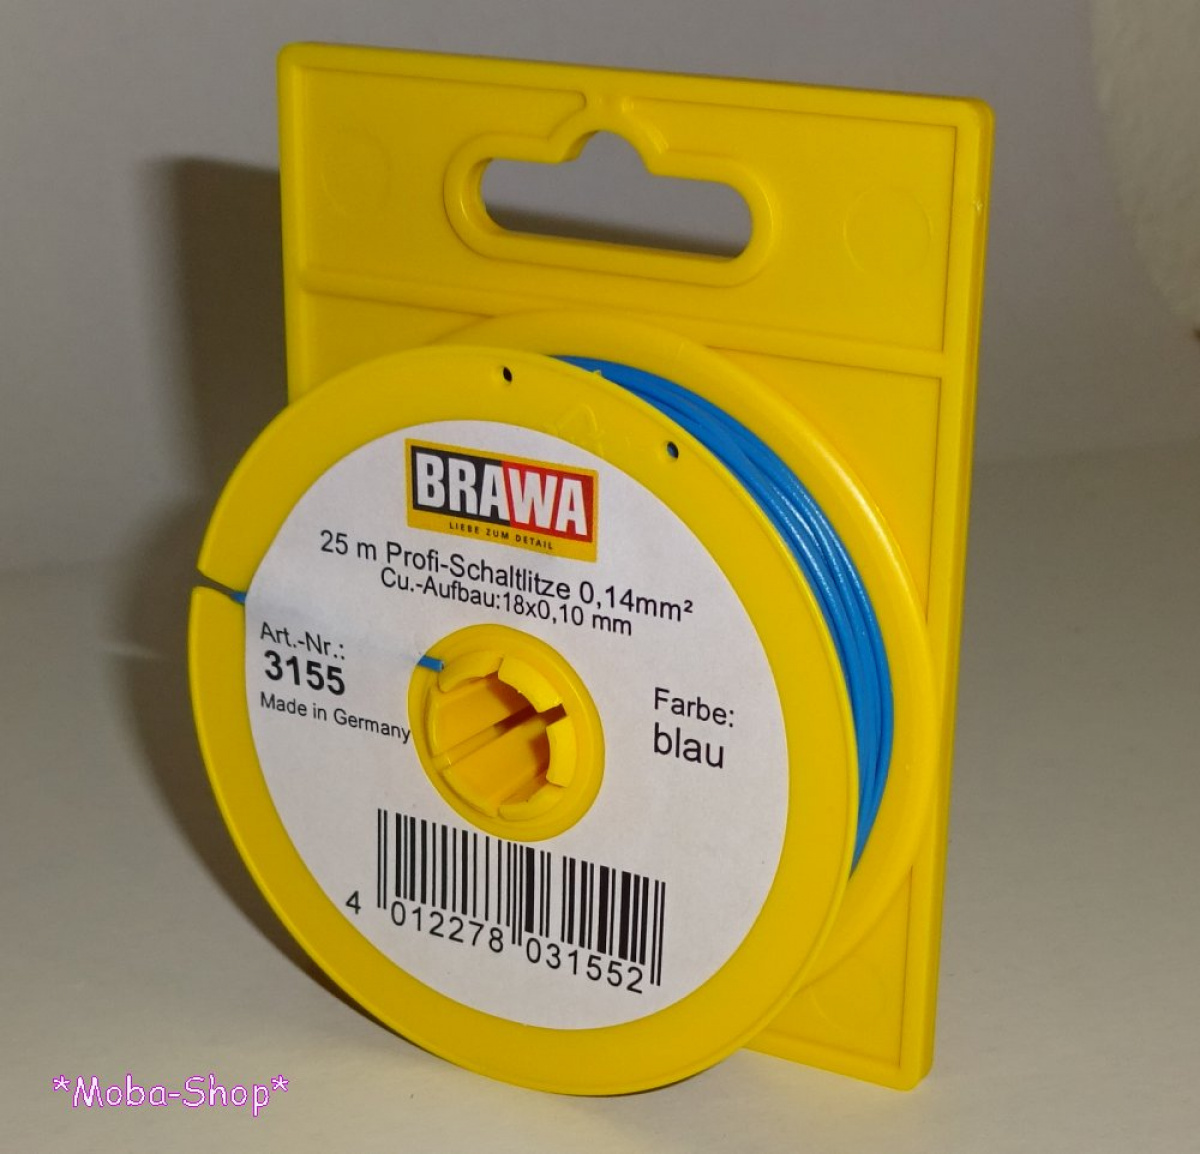 BRAWA
LIEBE ZUM DETAIL
25 m Profi-Schaltlitze 0,14mm²
Cu.-Aufbau:18x0,10 mm
Art.-Nr.:
3155
Made in Germany
Farbe:
blau
4 012278 031552
*Moba-Shop*